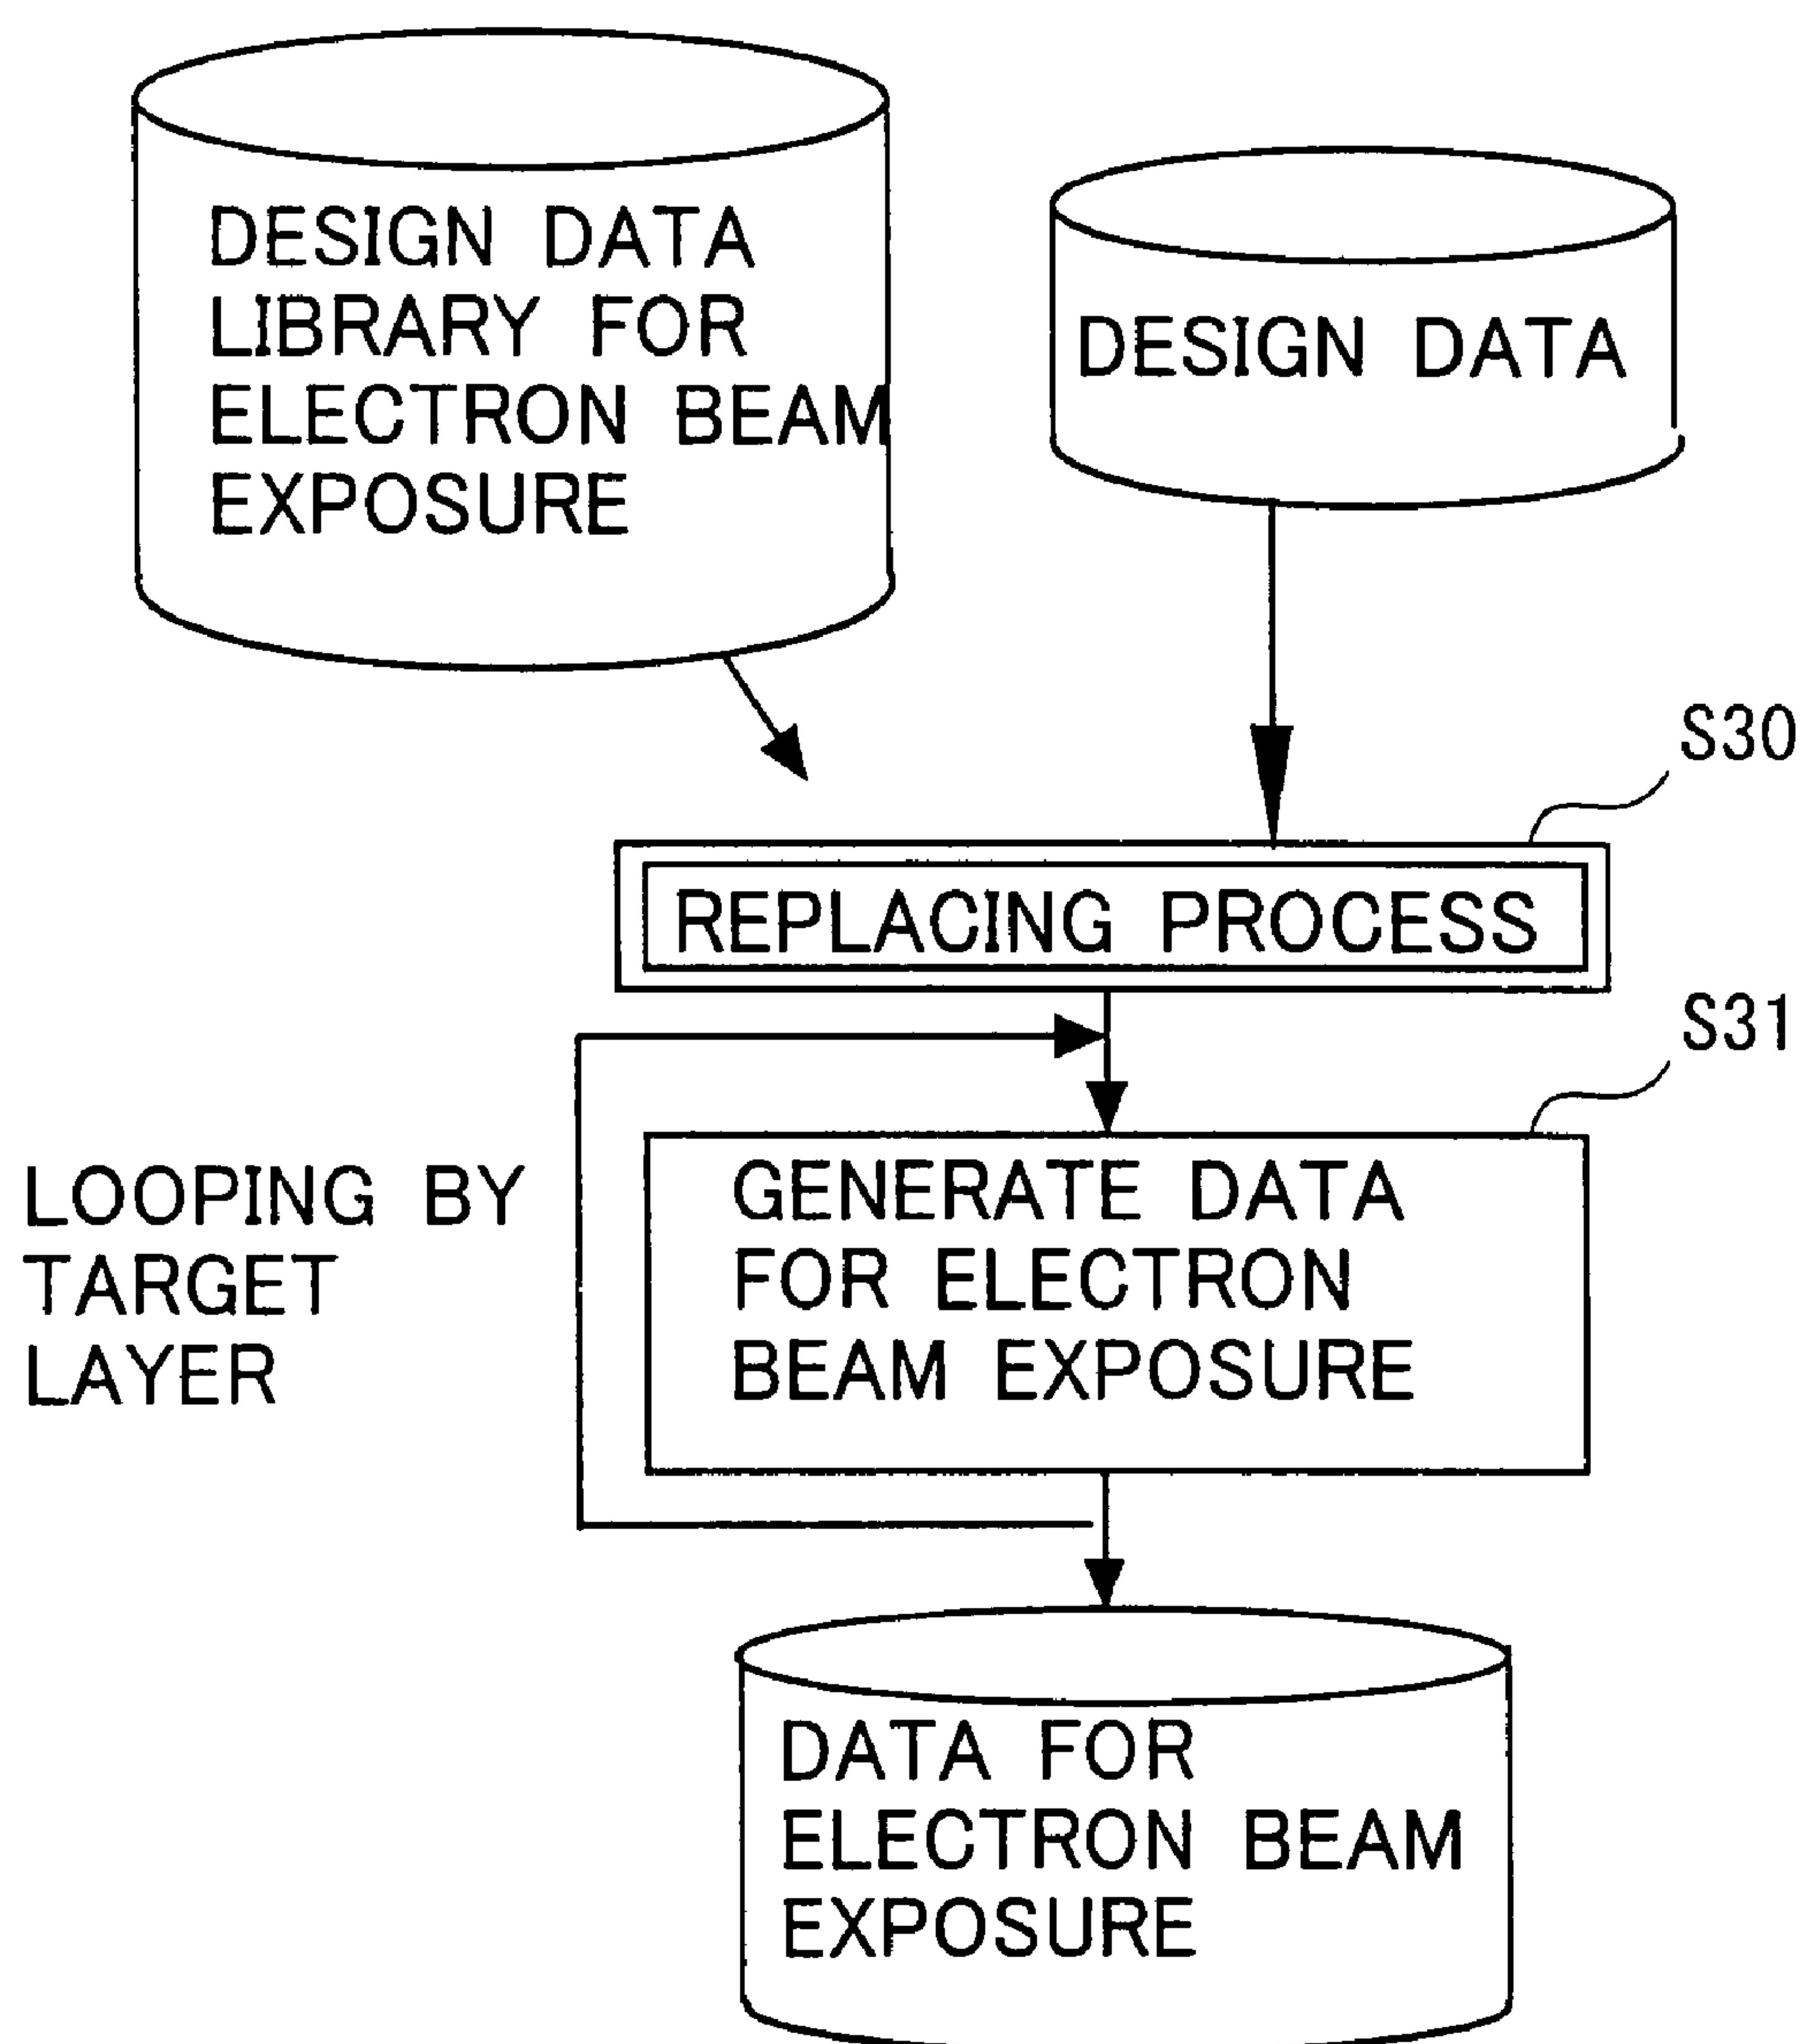 DESIGN DATA
LIBRARY FOR
ELECTRON BEAM
EXPOSURE
DESIGN DATA
S30
REPLACING PROCESS
S31
LOOPING BY
TARGET
LAYER
GENERATE DATA
FOR ELECTRON
BEAM EXPOSURE
DATA FOR
ELECTRON BEAM
EXPOSURE